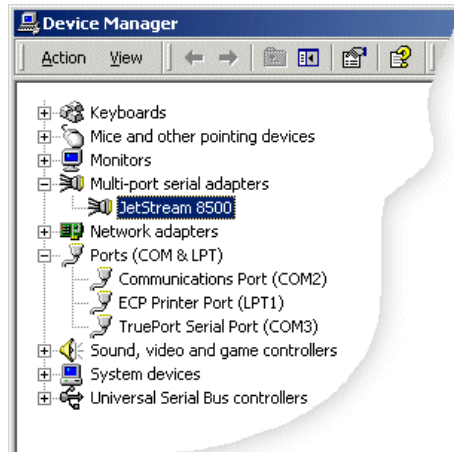 Device Manager
Action View
Keyboards
Mice and other pointing devices
Monitors
Multi-port serial adapters
JetStream 8500
Network adapters
Ports (COM & LPT)
Communications Port (COM2)
ECP Printer Port (LPT1)
TruePort Serial Port (COM3)
Sound, video and game controllers
System devices
Universal Serial Bus controllers